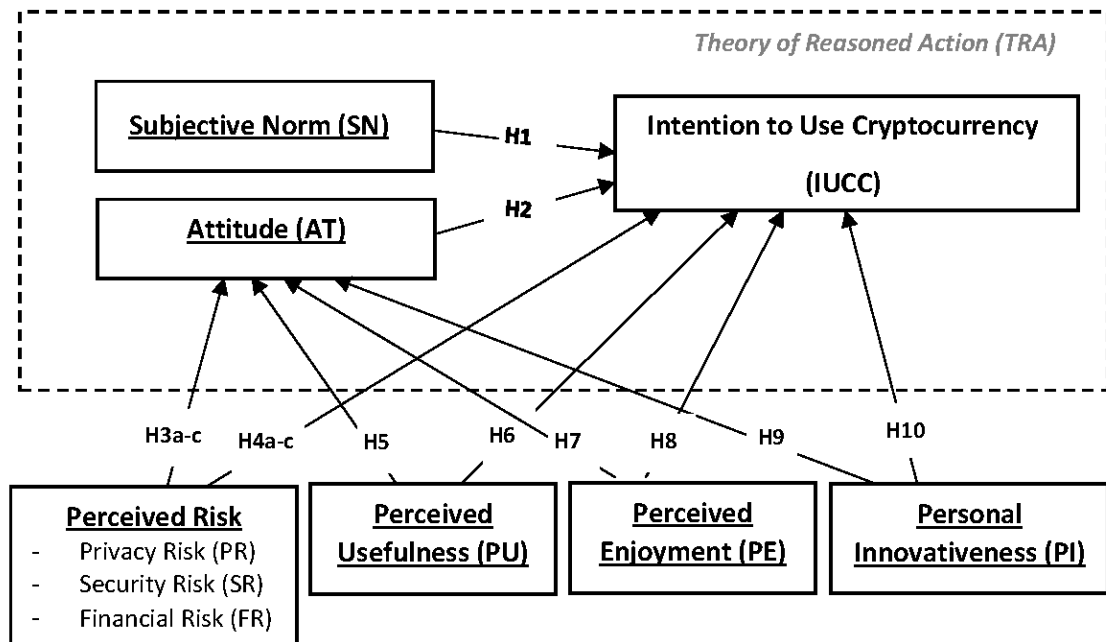 Theory of Reasoned Action (TRA)
Subjective Norm (SN)
H1
Intention to Use Cryptocurrency
(IUCC)
Attitude (AT)
H2
H3a-c
H4a-c
H5
H6
H7
H8
H9
H10
Perceived Risk
- Privacy Risk (PR)
- Security Risk (SR)
- Financial Risk (FR)
Perceived
Usefulness (PU)
Perceived
Enjoyment (PE)
Personal
Innovativeness (PI)